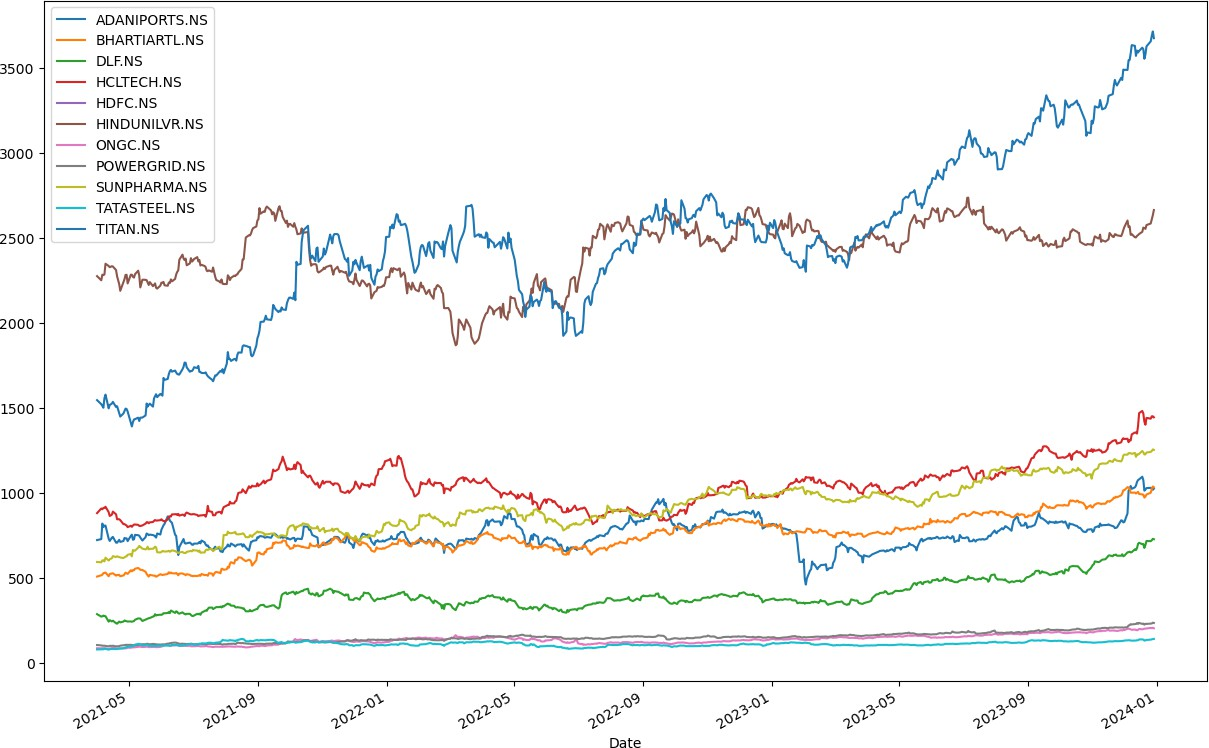 ADANIPORTS.NS
BHARTIARTL.NS
DLF.NS
HCLTECH.NS
HDFC.NS
HINDUNILVR.NS
ONGC.NS
POWERGRID.NS
SUNPHARMA.NS
TATASTEEL.NS
TITAN.NS
3500
3000
2500
2000
1500
1000
500
0
2021-05
2021-09
2022-01
2022-05
2022-09
2023-01
2023-05
2023-09
2024-01
Date